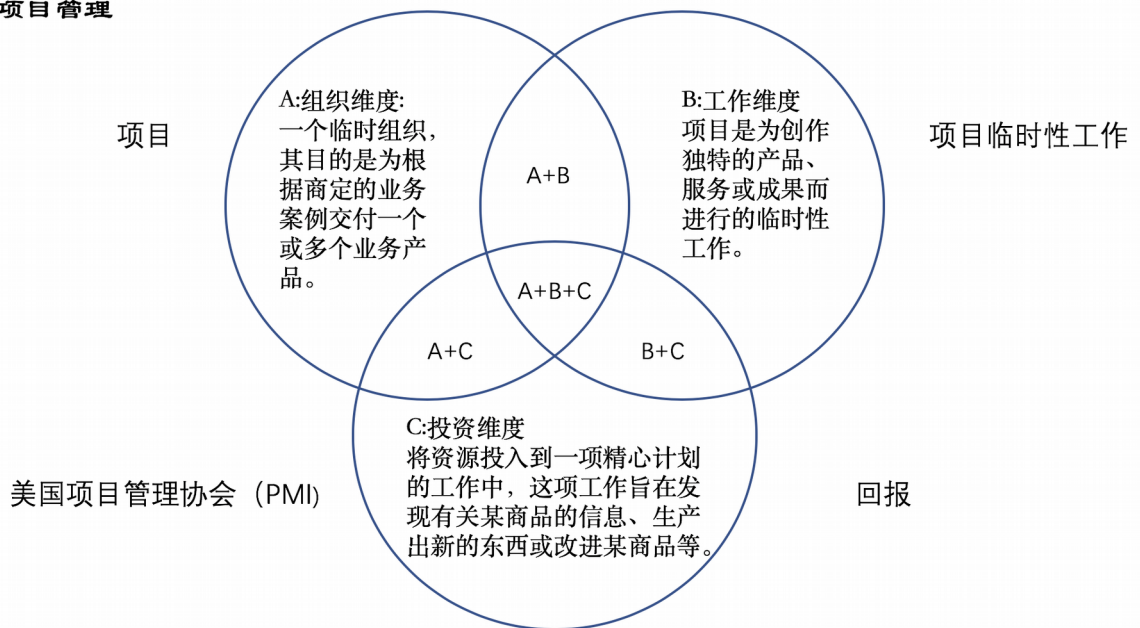 项目管理
项目
A:组织维度:
一个临时组织，
其目的是为根
据商定的业务
案例交付一个
或多个业务产
品。
A+B
B:工作维度
项目是为创作
独特的产品、
服务或成果而
进行的临时性
工作。
项目临时性工作
A+B+C
A+C
B+C
C:投资维度
将资源投入到一项精心计划
的工作中，这项工作旨在发
现有关某商品的信息、生产
出新的东西或改进某商品等。
美国项目管理协会（PMI)
回报